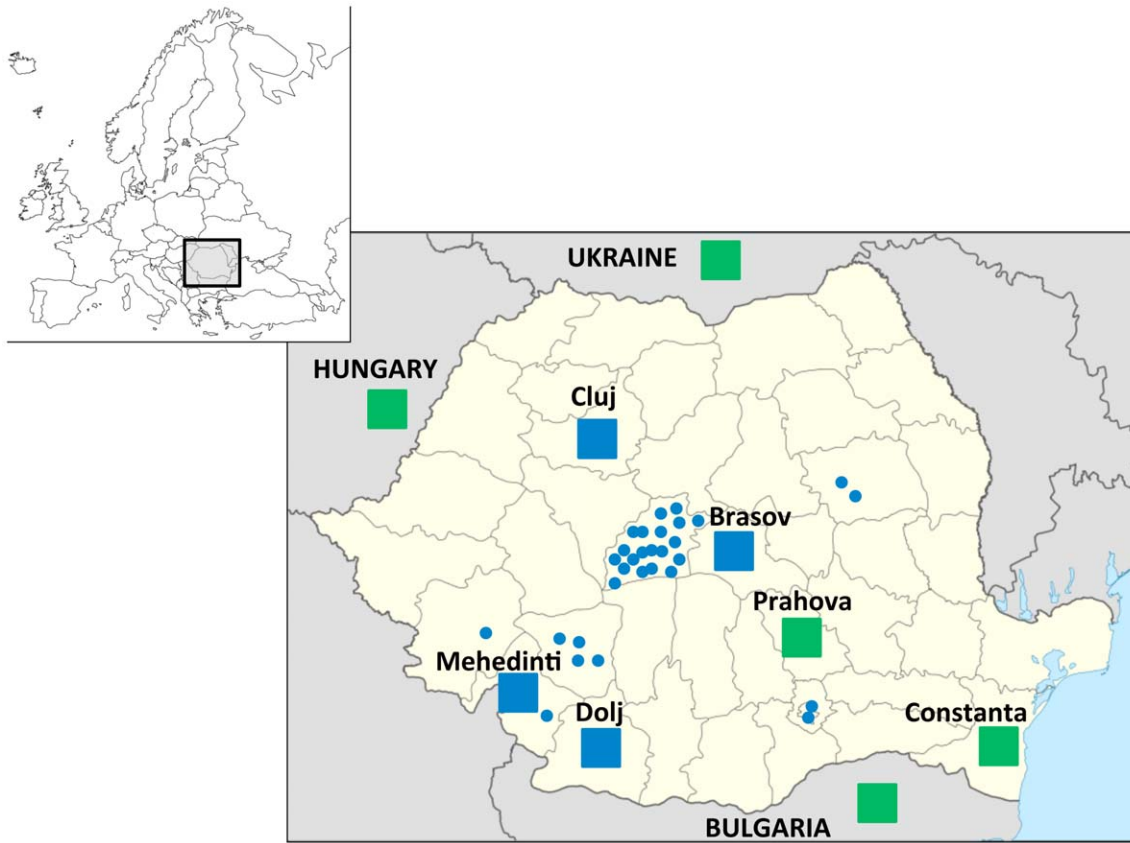 UKRAINE
HUNGARY
Cluj
Brasov
Prahova
Mehedinti
Dolj
Constanta
BULGARIA